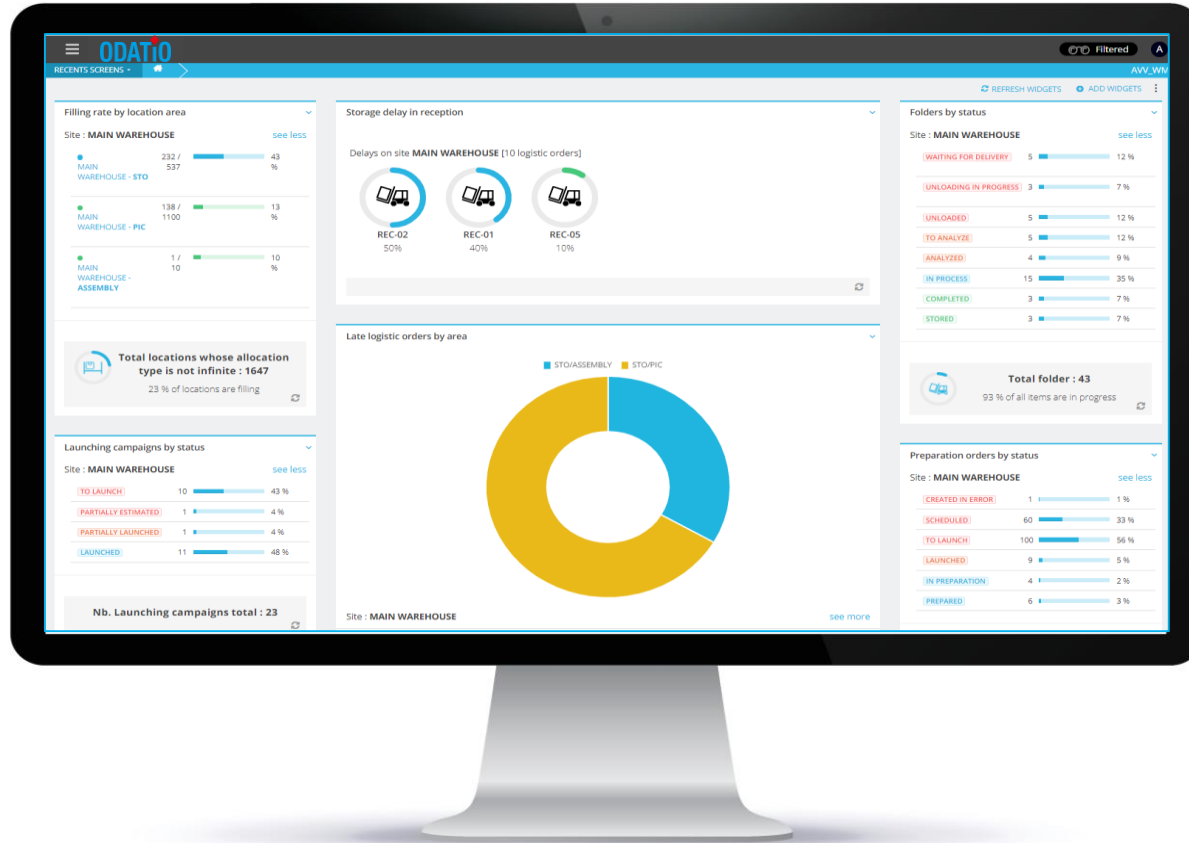 ODATiO
Filtered
A
RECENTS SCREENS
AVV_WM
REFRESH WIDGETS
ADD WIDGETS
Filling rate by location area
Site : MAIN WAREHOUSE
see less
232 / 537
43 %
MAIN WAREHOUSE - STO
138 / 1100
13 %
MAIN WAREHOUSE - PIC
1 / 10
10 %
MAIN WAREHOUSE - ASSEMBLY
Total locations whose allocation
type is not infinite : 1647
23 % of locations are filling
Launching campaigns by status
Site : MAIN WAREHOUSE
see less
TO LAUNCH 10 43 %
PARTIALLY ESTIMATED 1 4 %
PARTIALLY LAUNCHED 1 4 %
LAUNCHED 11 48 %
Nb. Launching campaigns total : 23
Storage delay in reception
Delays on site MAIN WAREHOUSE [10 logistic orders]
REC-02 REC-01 REC-05
50% 40% 10%
Late logistic orders by area
STO/ASSEMBLY STO/PIC
Site : MAIN WAREHOUSE
see more
Folders by status
Site : MAIN WAREHOUSE
see less
WAITING FOR DELIVERY 5 12 %
UNLOADING IN PROGRESS 3 7 %
UNLOADED 5 12 %
TO ANALYZE 5 12 %
ANALYZED 4 9 %
IN PROCESS 15 35 %
COMPLETED 3 7 %
STORED 3 7 %
Total folder : 43
93 % of all items are in progress
Preparation orders by status
Site : MAIN WAREHOUSE
see less
CREATED IN ERROR 1 1 %
SCHEDULED 60 33 %
TO LAUNCH 100 56 %
LAUNCHED 9 5 %
IN PREPARATION 4 2 %
PREPARED 6 3 %